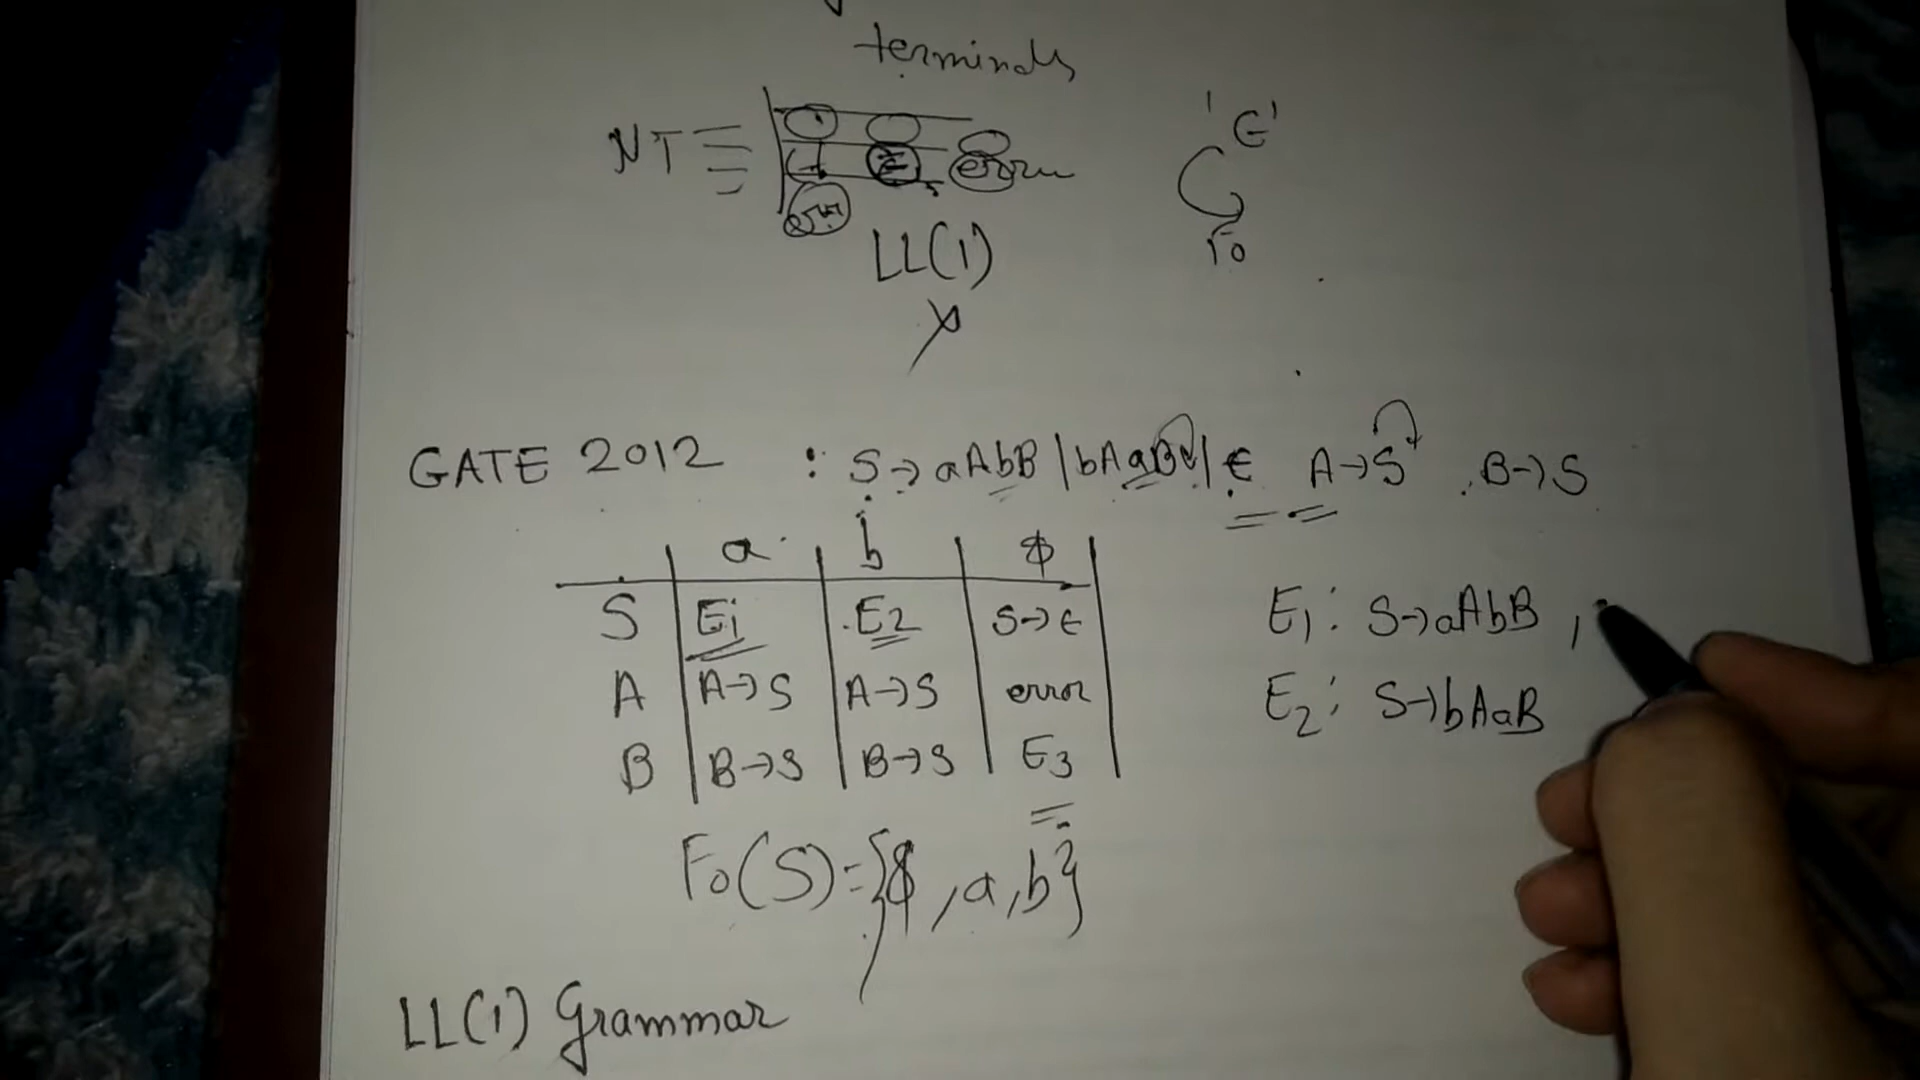 terminals
NT
error
error
LL(1)
'ε'
Fo
GATE 2012 : S→aAbB|bAaB|ε A→S B→S
a b $
S E1 E2 S→ε
A A→S A→S error
B B→S B→S E3
E1: S→aAbB ,
E2: S→bAaB
Fo(S)={$,a,b}
LL(1) Grammar